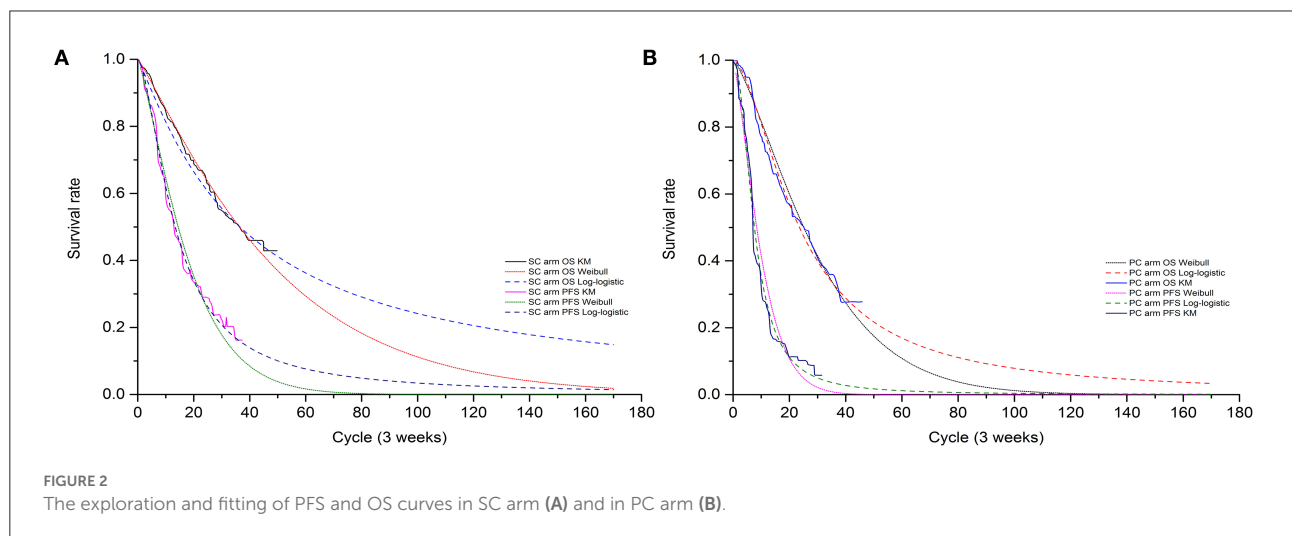 A
1.0
0.8
0.6
0.4
0.2
0.0
Survival rate
0 20 40 60 80 100 120 140 160 180
Cycle (3 weeks)
SC arm OS KM
SC arm OS Weibull
SC arm OS Log-logistic
SC arm PFS KM
SC arm PFS Weibull
SC arm PFS Log-logistic
B
1.0
0.8
0.6
0.4
0.2
0.0
Survival rate
0 20 40 60 80 100 120 140 160 180
Cycle (3 weeks)
PC arm OS Weibull
PC arm OS Log-logistic
PC arm OS KM
PC arm PFS Weibull
PC arm PFS Log-logistic
PC arm PFS KM
FIGURE 2
The exploration and fitting of PFS and OS curves in SC arm (A) and in PC arm (B).